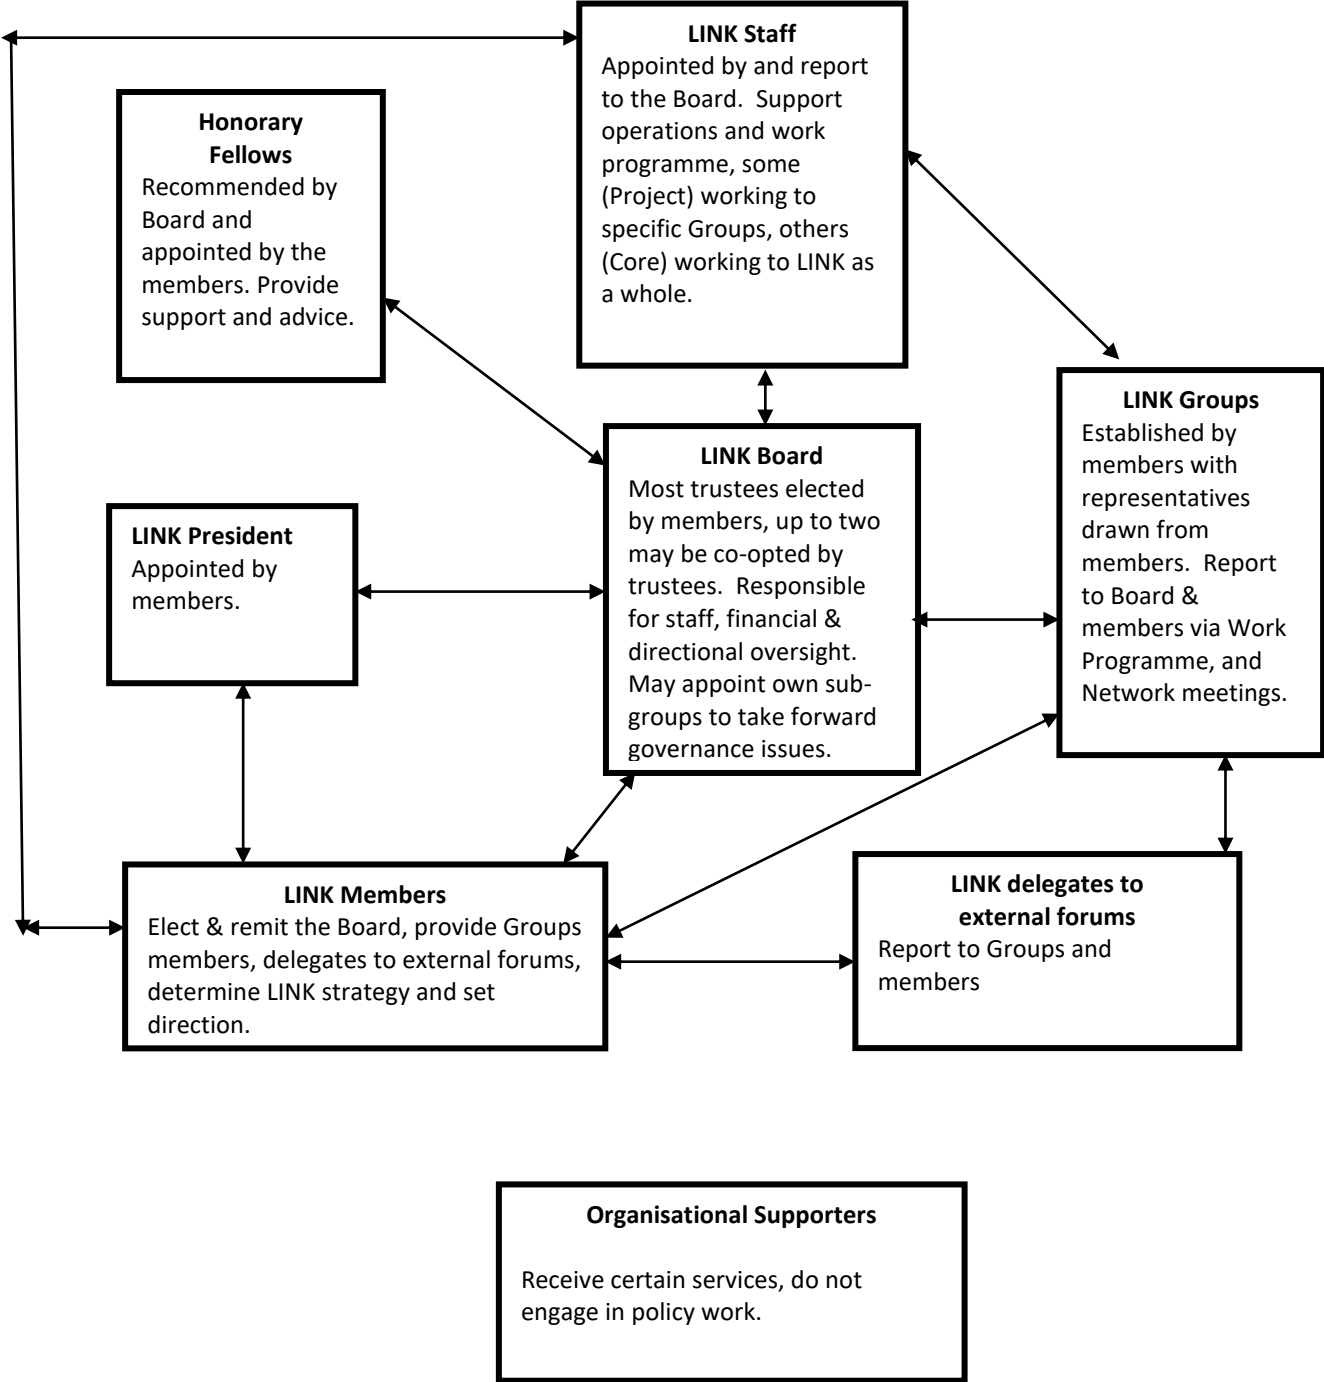 LINK Staff
Appointed by and report
to the Board.  Support
operations and work
programme, some
(Project) working to
specific Groups, others
(Core) working to LINK as
a whole.
Honorary
Fellows
Recommended by
Board and
appointed by the
members. Provide
support and advice.
LINK Groups
Established by
members with
representatives
drawn from
members.  Report
to Board &
members via Work
Programme, and
Network meetings.
LINK Board
Most trustees elected
by members, up to two
may be co-opted by
trustees.  Responsible
for staff, financial &
directional oversight.
May appoint own sub-
groups to take forward
governance issues.
LINK President
Appointed by
members.
LINK Members
Elect & remit the Board, provide Groups
members, delegates to external forums,
determine LINK strategy and set
direction.
LINK delegates to
external forums
Report to Groups and
members
Organisational Supporters
Receive certain services, do not
engage in policy work.